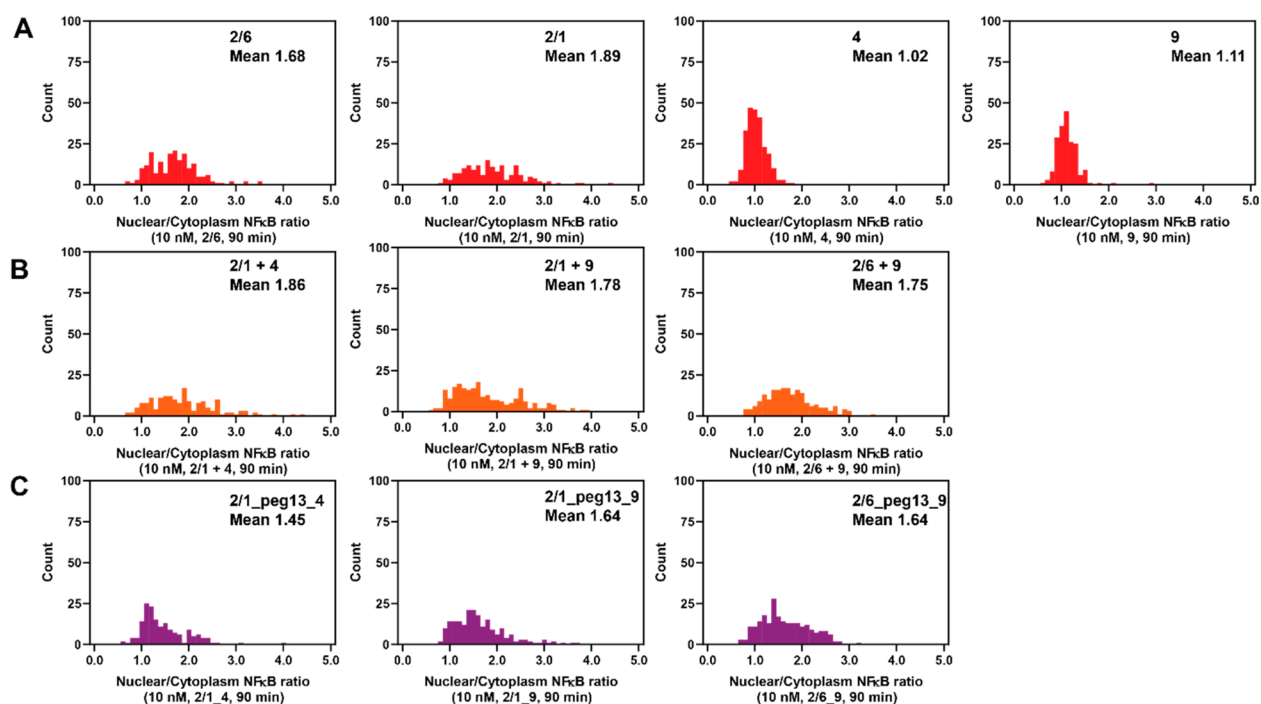 A
100
75
50
25
0
Count
2/6
Mean 1.68
0.0 1.0 2.0 3.0 4.0 5.0
Nuclear/Cytoplasm NFκB ratio
(10 nM, 2/6, 90 min)
100
75
50
25
0
Count
2/1
Mean 1.89
0.0 1.0 2.0 3.0 4.0 5.0
Nuclear/Cytoplasm NFκB ratio
(10 nM, 2/1, 90 min)
100
75
50
25
0
Count
4
Mean 1.02
0.0 1.0 2.0 3.0 4.0 5.0
Nuclear/Cytoplasm NFκB ratio
(10 nM, 4, 90 min)
100
75
50
25
0
Count
9
Mean 1.11
0.0 1.0 2.0 3.0 4.0 5.0
Nuclear/Cytoplasm NFκB ratio
(10 nM, 9, 90 min)
B
100
75
50
25
0
Count
2/1 + 4
Mean 1.86
0.0 1.0 2.0 3.0 4.0 5.0
Nuclear/Cytoplasm NFκB ratio
(10 nM, 2/1 + 4, 90 min)
100
75
50
25
0
Count
2/1 + 9
Mean 1.78
0.0 1.0 2.0 3.0 4.0 5.0
Nuclear/Cytoplasm NFκB ratio
(10 nM, 2/1 + 9, 90 min)
100
75
50
25
0
Count
2/6 + 9
Mean 1.75
0.0 1.0 2.0 3.0 4.0 5.0
Nuclear/Cytoplasm NFκB ratio
(10 nM, 2/6 + 9, 90 min)
C
100
75
50
25
0
Count
2/1_peg13_4
Mean 1.45
0.0 1.0 2.0 3.0 4.0 5.0
Nuclear/Cytoplasm NFκB ratio
(10 nM, 2/1_4, 90 min)
100
75
50
25
0
Count
2/1_peg13_9
Mean 1.64
0.0 1.0 2.0 3.0 4.0 5.0
Nuclear/Cytoplasm NFκB ratio
(10 nM, 2/1_9, 90 min)
100
75
50
25
0
Count
2/6_peg13_9
Mean 1.64
0.0 1.0 2.0 3.0 4.0 5.0
Nuclear/Cytoplasm NFκB ratio
(10 nM, 2/6_9, 90 min)